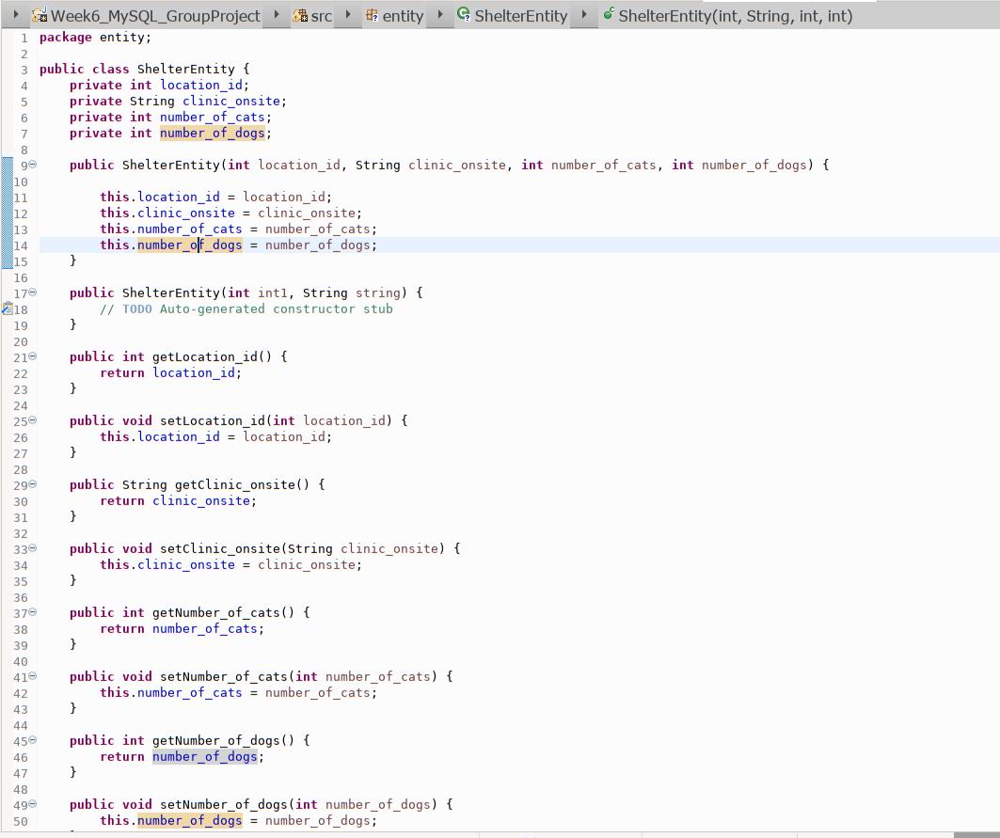 Week6_MySQL_GroupProject src entity ShelterEntity ShelterEntity(int, String, int, int)
1 package entity;
2
3 public class ShelterEntity {
4 private int location_id;
5 private String clinic_onsite;
6 private int number_of_cats;
7 private int number_of_dogs;
8
9 public ShelterEntity(int location_id, String clinic_onsite, int number_of_cats, int number_of_dogs) {
10
11 this.location_id = location_id;
12 this.clinic_onsite = clinic_onsite;
13 this.number_of_cats = number_of_cats;
14 this.number_of_dogs = number_of_dogs;
15 }
16
17 public ShelterEntity(int int1, String string) {
18 // TODO Auto-generated constructor stub
19 }
20
21 public int getLocation_id() {
22 return location_id;
23 }
24
25 public void setLocation_id(int location_id) {
26 this.location_id = location_id;
27 }
28
29 public String getClinic_onsite() {
30 return clinic_onsite;
31 }
32
33 public void setClinic_onsite(String clinic_onsite) {
34 this.clinic_onsite = clinic_onsite;
35 }
36
37 public int getNumber_of_cats() {
38 return number_of_cats;
39 }
40
41 public void setNumber_of_cats(int number_of_cats) {
42 this.number_of_cats = number_of_cats;
43 }
44
45 public int getNumber_of_dogs() {
46 return number_of_dogs;
47 }
48
49 public void setNumber_of_dogs(int number_of_dogs) {
50 this.number_of_dogs = number_of_dogs;